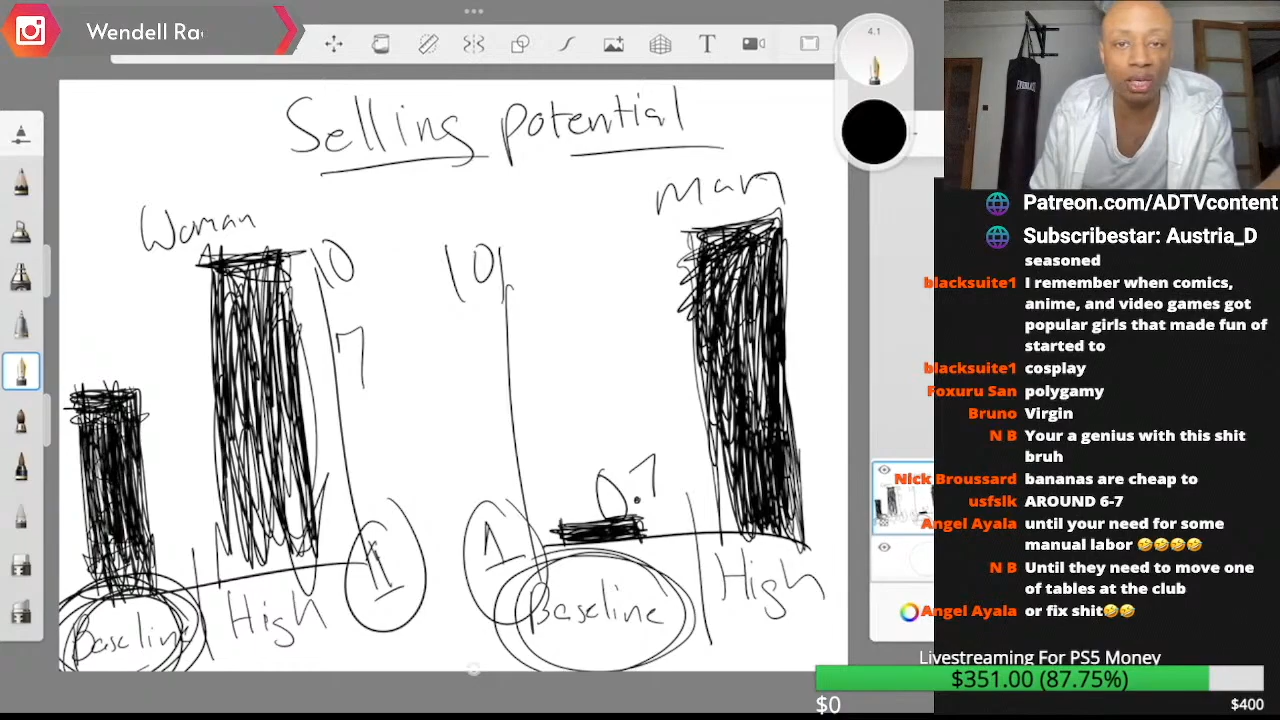 Wendell Ra
4.1
Selling potential
Woman
Man
10
10
7
0.7
1
1
Baseline
High
Baseline
High
EVERLAST
Patreon.com/ADTVcontent
Subscribestar: Austria_D
seasoned
blacksuite1 I remember when comics,
anime, and video games got
popular girls that made fun of
started to
blacksuite1 cosplay
Foxuru San polygamy
Bruno Virgin
N B Your a genius with this shit
bruh
Nick Broussard bananas are cheap to
usfslk AROUND 6-7
Angel Ayala until your need for some
manual labor 🤣🤣🤣🤣
N B Until they need to move one
of tables at the club
Angel Ayala or fix shit🤣🤣
Livestreaming For PS5 Money
$351.00 (87.75%)
$0
$400